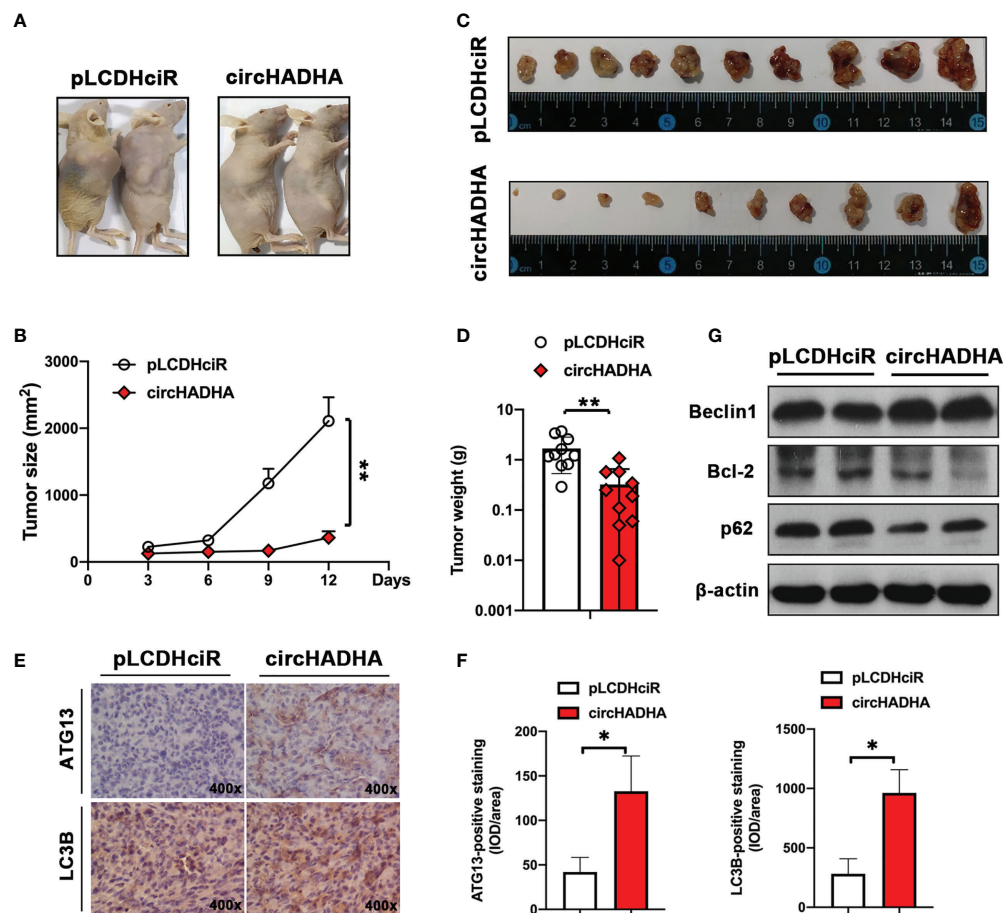 A
pLCDHciR
circHADHA
B
Tumor size (mm²)
3000
2000
1000
0
0
3
6
9
12
Days
pLCDHciR
circHADHA
**
C
pLCDHciR
cm
1
2
3
4
5
6
7
8
9
10
11
12
13
14
15
circHADHA
cm
1
2
3
4
5
6
7
8
9
10
11
12
13
14
15
D
pLCDHciR
circHADHA
Tumor weight (g)
10
1
0.1
0.01
0.001
**
G
pLCDHciR circHADHA
Beclin1
Bcl-2
p62
β-actin
E
pLCDHciR
circHADHA
ATG13
400x
400x
LC3B
400x
400x
F
pLCDHciR
circHADHA
ATG13-positive staining
(IOD/area)
200
150
100
50
0
*
pLCDHciR
circHADHA
LC3B-positive staining
(IOD/area)
1500
1000
500
0
*